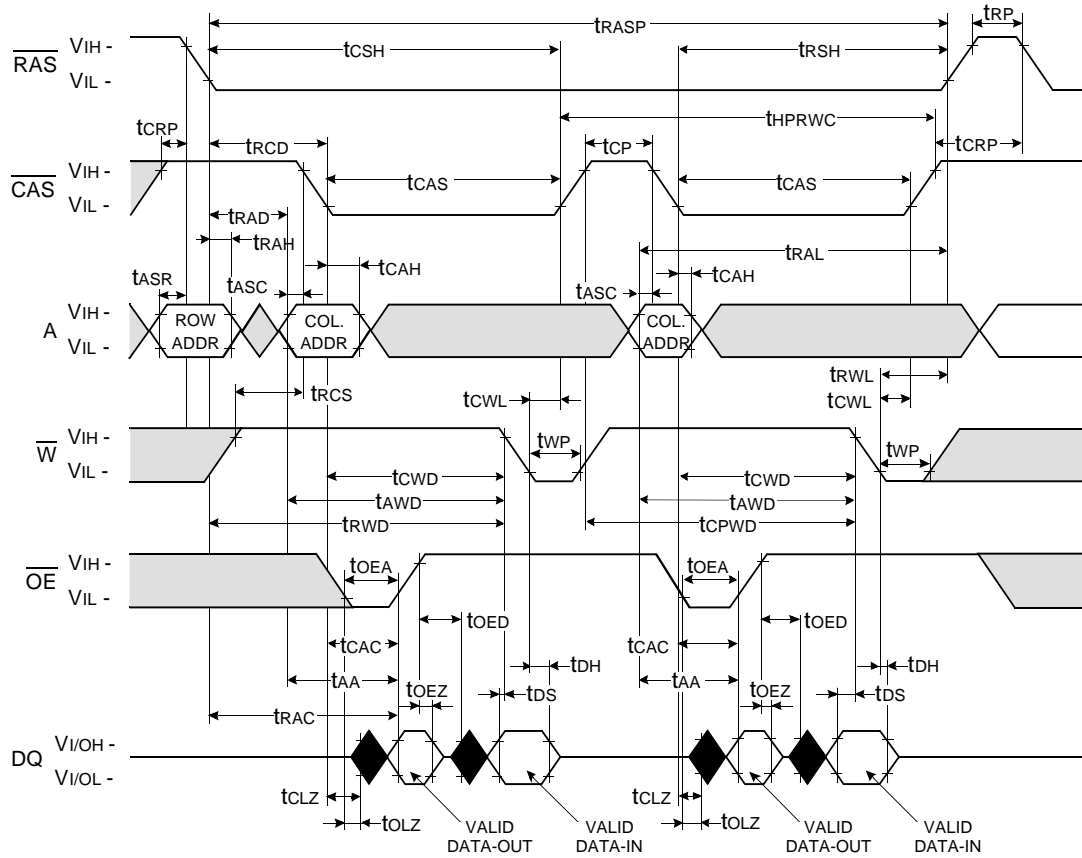 tRASP
tRP
VIH -
tCSH
tRSH
RAS
VIL -
tHPRWC
tCRP
tRCD
tCP
tCRP
VIH -
CAS
tCAS
tCAS
VIL -
tRAD
tRAH
tCAH
tRAL
tCAH
tASR
tASC
tASC
VIH -
A
ROW
ADDR
COL.
ADDR
COL.
ADDR
VIL -
tRWL
tRCS
tCWL
tCWL
VIH -
W
tWP
tWP
VIL -
tCWD
tCWD
tAWD
tAWD
tRWD
tCPWD
VIH -
OE
tOEA
tOEA
VIL -
tOED
tOED
tCAC
tCAC
tDH
tDH
tAA
tOEZ
tDS
tAA
tOEZ
tDS
tRAC
VI/OH -
DQ
VI/OL -
tCLZ
tCLZ
tOLZ
tOLZ
VALID
DATA-OUT
VALID
DATA-IN
VALID
DATA-OUT
VALID
DATA-IN